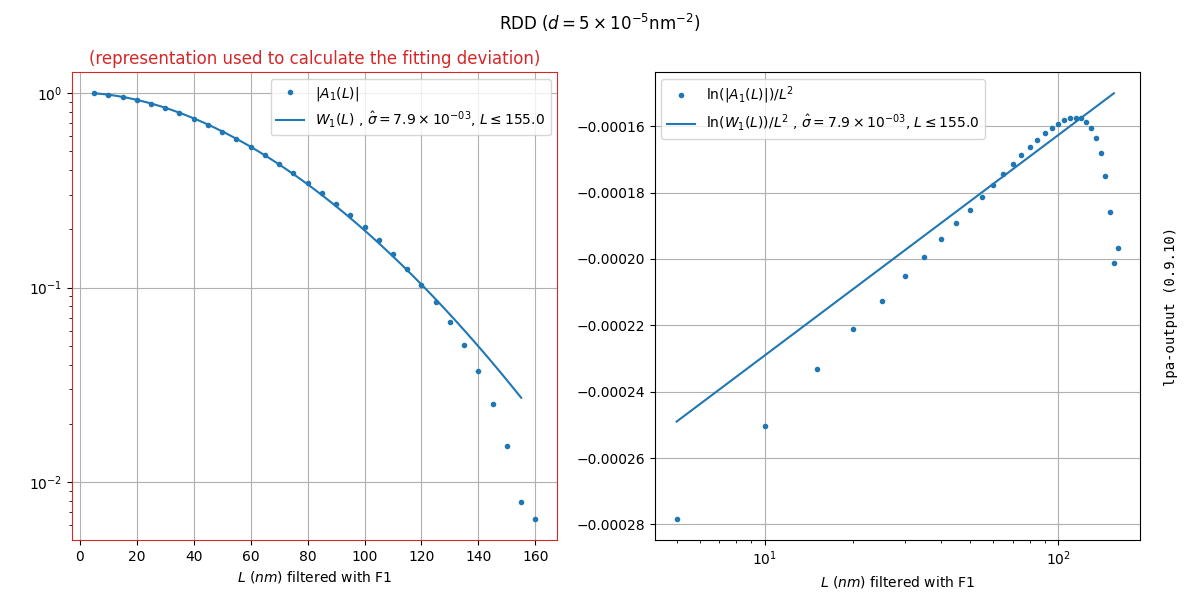 RDD (d = 5 × 10⁻⁵nm⁻²)
(representation used to calculate the fitting deviation)
|A₁(L)|
W₁(L) , σ̂ = 7.9 × 10⁻⁰³, L ≤ 155.0
10⁰
10⁻¹
10⁻²
0 20 40 60 80 100 120 140 160
L (nm) filtered with F1
ln(|A₁(L)|)/L²
ln(W₁(L))/L² , σ̂ = 7.9 × 10⁻⁰³, L ≤ 155.0
−0.00016
−0.00018
−0.00020
−0.00022
−0.00024
−0.00026
−0.00028
10¹ 10²
L (nm) filtered with F1
lpa-output (0.9.10)